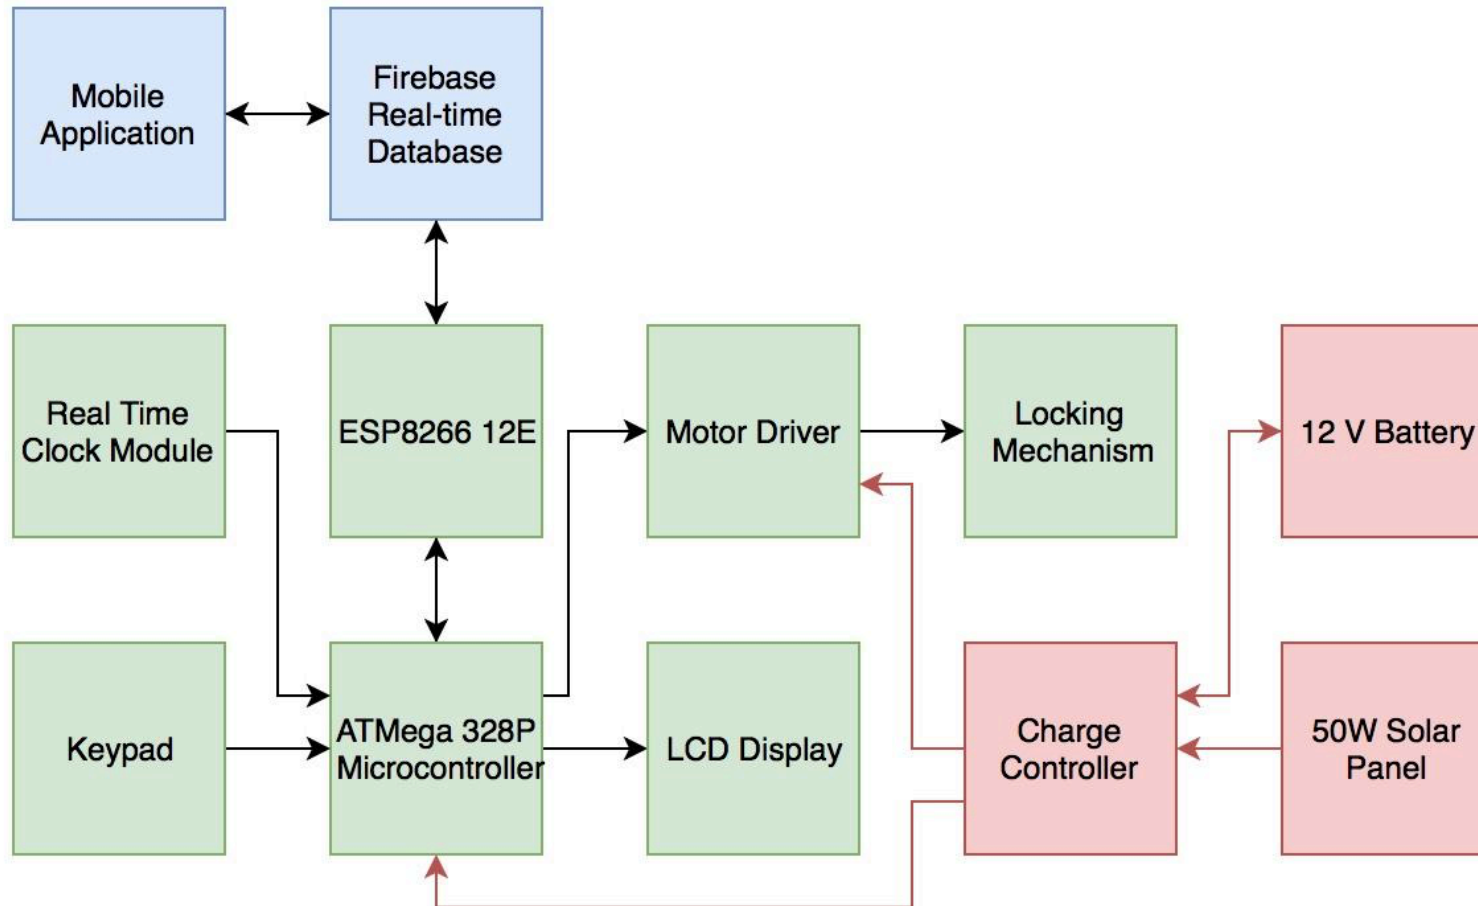 Mobile
Application
Firebase
Real-time
Database
Real Time
Clock Module
ESP8266 12E
Motor Driver
Locking
Mechanism
12 V Battery
Keypad
ATMega 328P
Microcontroller
LCD Display
Charge
Controller
50W Solar
Panel